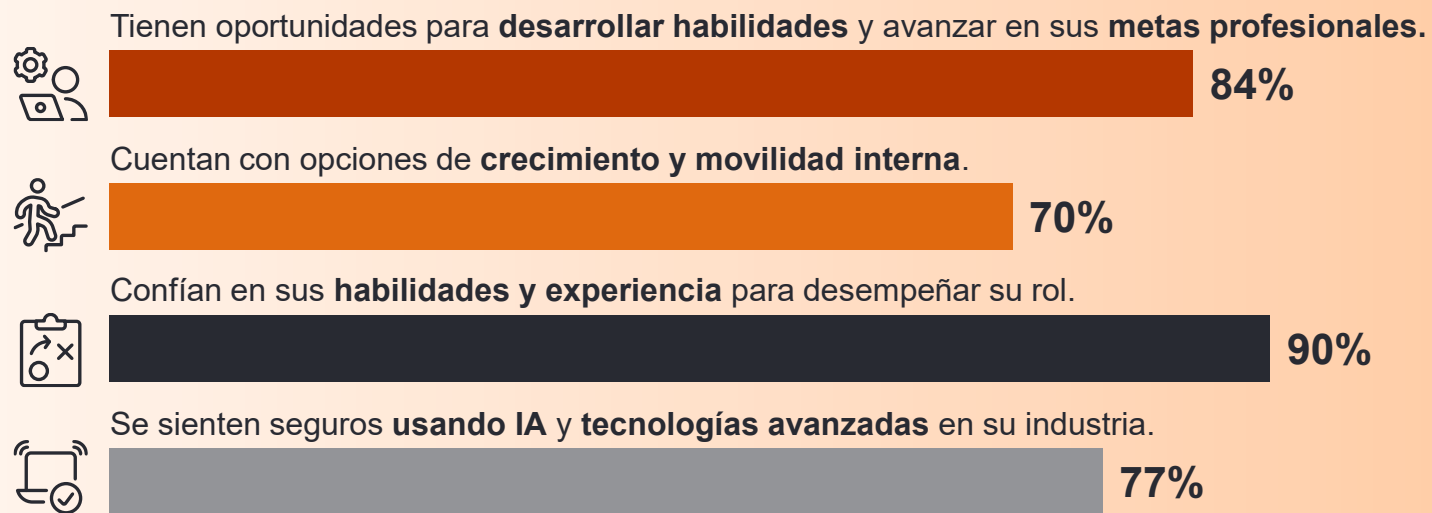 Tienen oportunidades para desarrollar habilidades y avanzar en sus metas profesionales.
84%
Cuentan con opciones de crecimiento y movilidad interna.
70%
Confían en sus habilidades y experiencia para desempeñar su rol.
90%
Se sienten seguros usando IA y tecnologías avanzadas en su industria.
77%